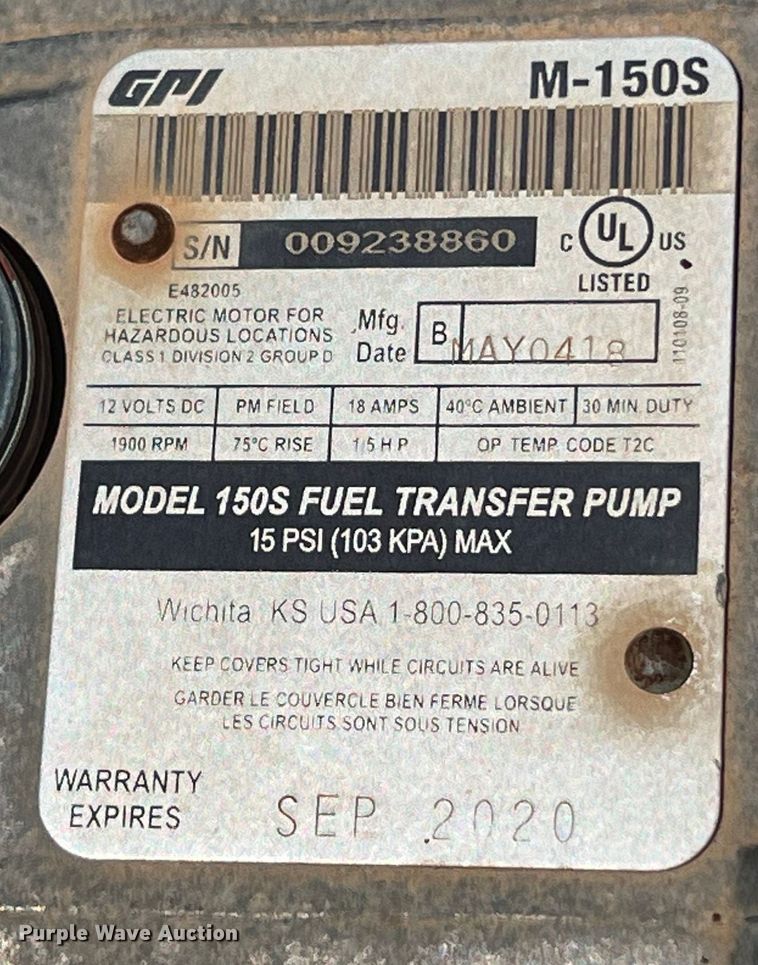 GPI M-150S
S/N 009238860
C UL US
LISTED
E482005
ELECTRIC MOTOR FOR
HAZARDOUS LOCATIONS
CLASS 1 DIVISION 2 GROUP D
Mfg. Date B MAY0418
110108-09
12 VOLTS DC PM FIELD 18 AMPS 40°C AMBIENT 30 MIN. DUTY
1900 RPM 75°C RISE 1/5 H P OP TEMP CODE T2C
MODEL 150S FUEL TRANSFER PUMP
15 PSI (103 KPA) MAX
Wichita KS USA 1-800-835-0113
KEEP COVERS TIGHT WHILE CIRCUITS ARE ALIVE
GARDER LE COUVERCLE BIEN FERME LORSQUE
LES CIRCUITS SONT SOUS TENSION
WARRANTY
EXPIRES SEP 2020
Purple Wave Auction